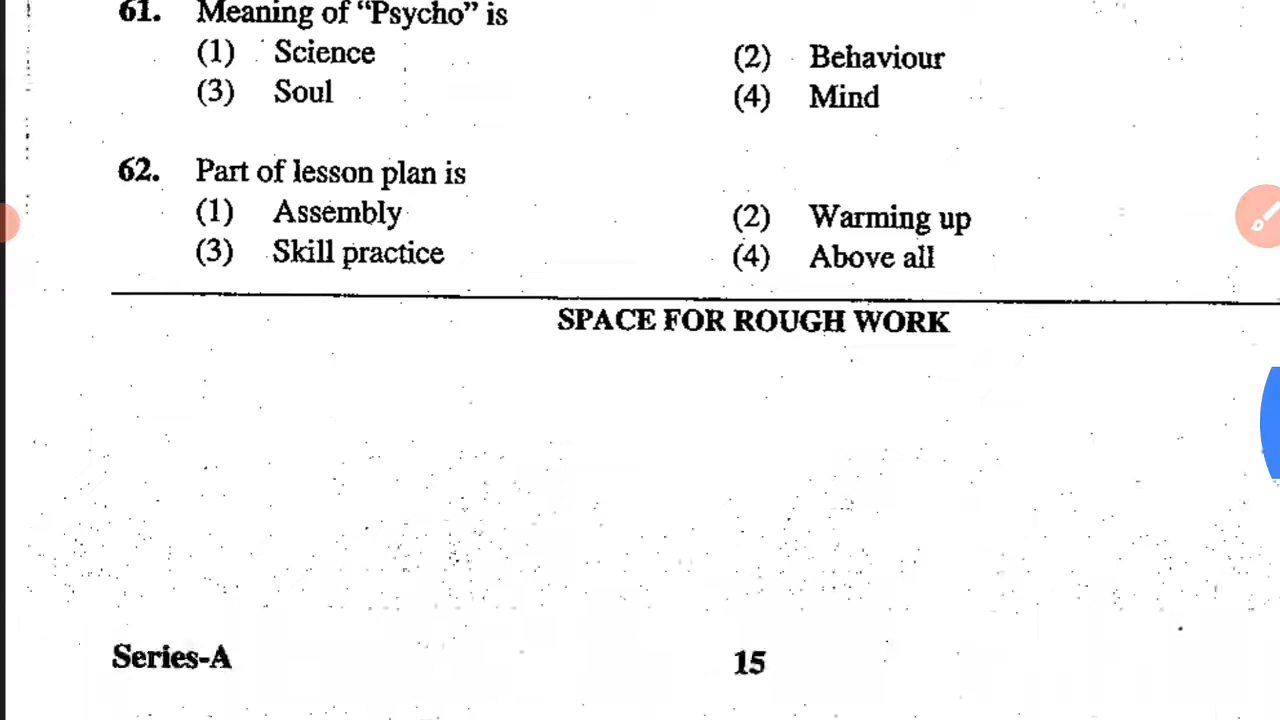 61. Meaning of “Psycho” is
(1) Science (2) Behaviour
(3) Soul (4) Mind
62. Part of lesson plan is
(1) Assembly (2) Warming up
(3) Skill practice (4) Above all
SPACE FOR ROUGH WORK
Series-A 15